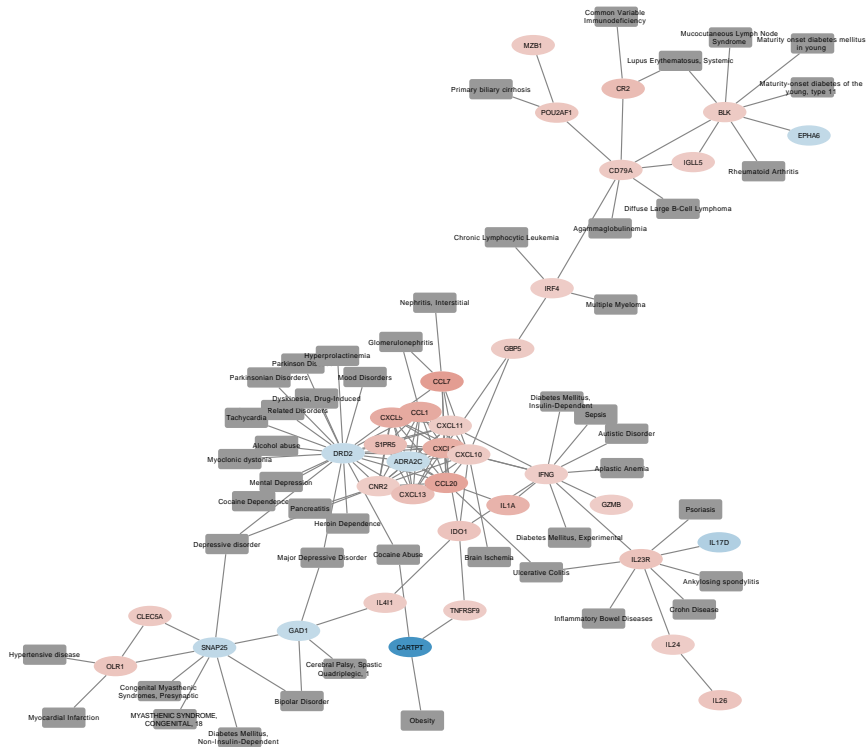 Common Variable
Immunodeficiency
MZB1
Mucocutaneous Lymph Node
Syndrome
Maturity onset diabetes mellitus
in young
Lupus Erythematosus, Systemic
Primary biliary cirrhosis
CR2
Maturity-onset diabetes of the
young, type 11
POU2AF1
BLK
EPHA6
CD79A
IGLL5
Rheumatoid Arthritis
Diffuse Large B-Cell Lymphoma
Agammaglobulinemia
Chronic Lymphocytic Leukemia
IRF4
Nephritis, Interstitial
Multiple Myeloma
Glomerulonephritis
GBP5
Hyperprolactinemia
Parkinson
Parkinsonian Disorders
Mood Disorders
CCL7
Dyskinesia, Drug-Induced
Diabetes Mellitus,
Insulin-Dependent
Related Disorders
Tachycardia
CCL1
Sepsis
CXCL11
Autistic Disorder
Alcohol abuse
S1PR5
Myoclonic dystonia
DRD2
CXCL10
ADRA2C
Aplastic Anemia
IFNG
Mental Depression
CNR2
CCL20
CXCL13
Cocaine Dependence
Pancreatitis
IL1A
GZMB
Psoriasis
Heroin Dependence
IDO1
Diabetes Mellitus, Experimental
Depressive disorder
IL17D
Major Depressive Disorder
Cocaine Abuse
Brain Ischemia
IL23R
Ulcerative Colitis
Ankylosing spondylitis
IL4I1
TNFRSF9
Crohn Disease
CLEC5A
Inflammatory Bowel Diseases
GAD1
SNAP25
CARTPT
IL24
Hypertensive disease
OLR1
Cerebral Palsy, Spastic
Quadriplegic, 1
Congenital Myasthenic
Syndromes, Presynaptic
Bipolar Disorder
IL26
Myocardial Infarction
MYASTHENIC SYNDROME,
CONGENITAL, 18
Obesity
Diabetes Mellitus,
Non-Insulin-Dependent